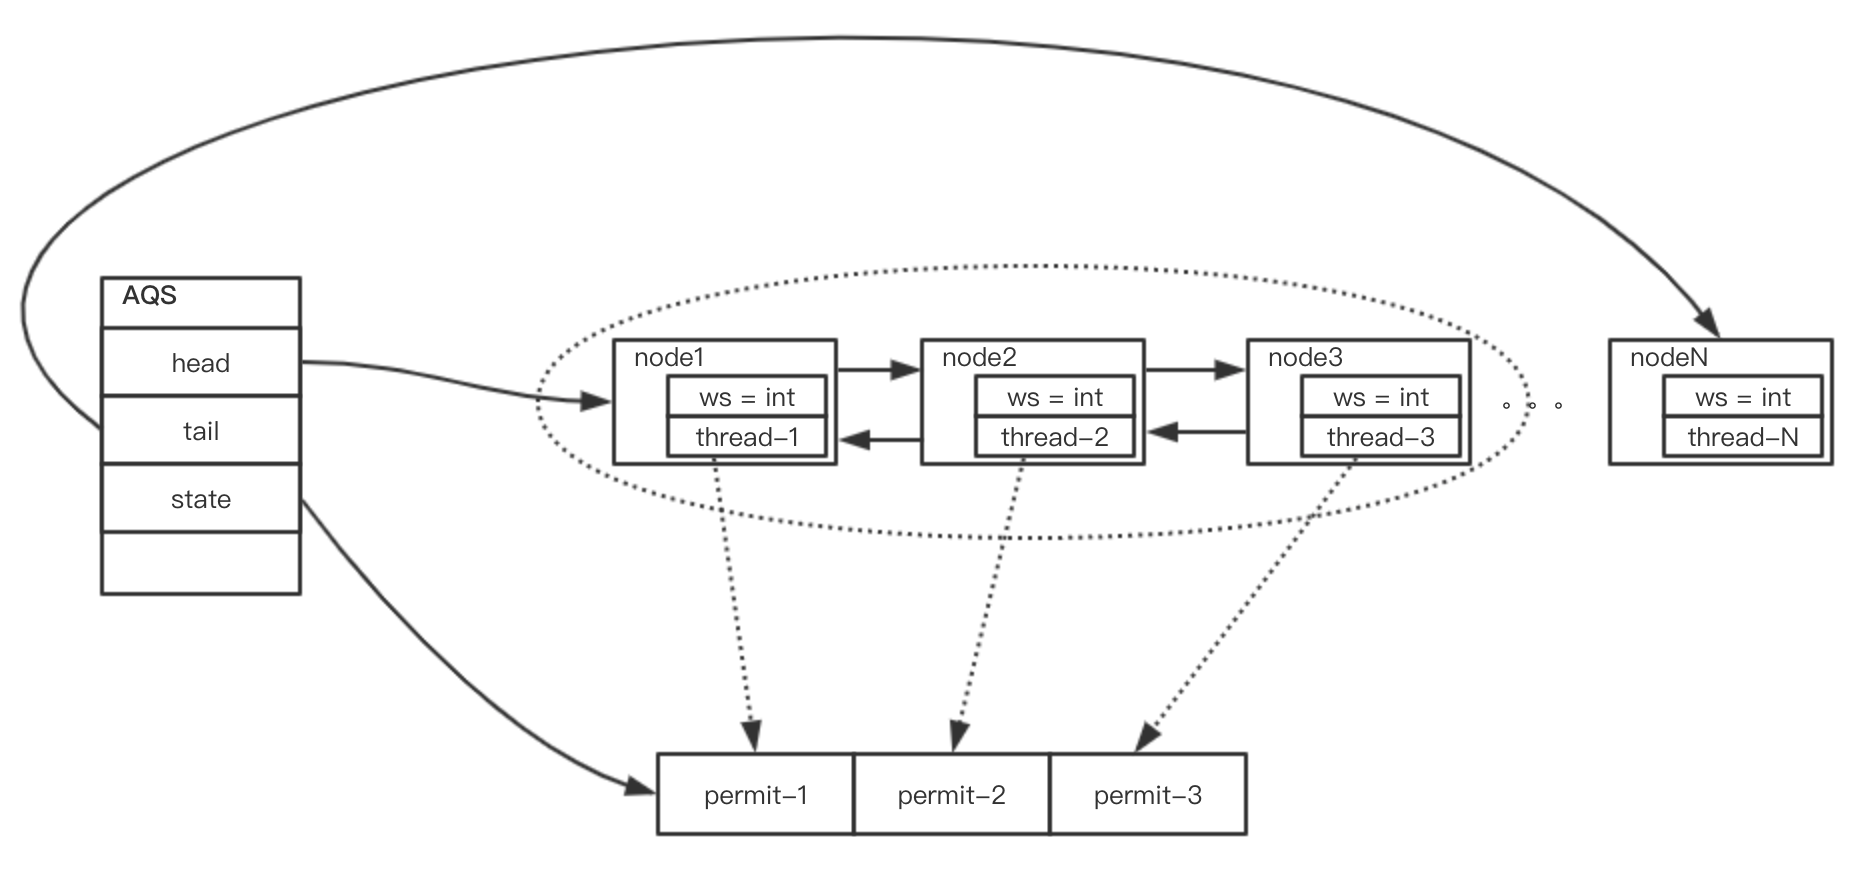 AQS
head
tail
state
node1
ws = int
thread-1
node2
ws = int
thread-2
node3
ws = int
thread-3
nodeN
ws = int
thread-N
permit-1
permit-2
permit-3